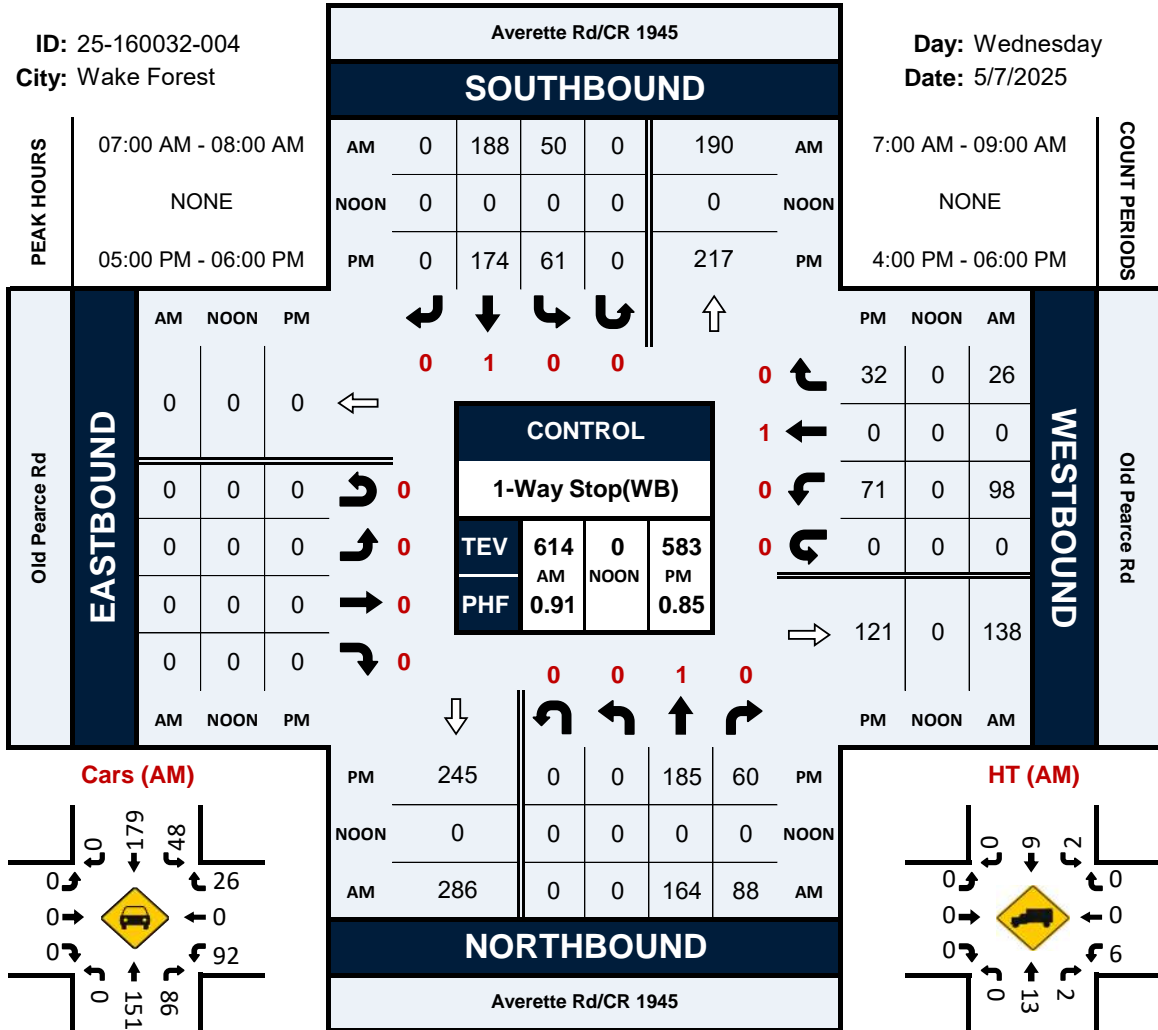 ID: 25-160032-004
City: Wake Forest
Averette Rd/CR 1945
SOUTHBOUND
Day: Wednesday
Date: 5/7/2025
PEAK HOURS
07:00 AM - 08:00 AM
NONE
05:00 PM - 06:00 PM
AM 0 188 50 0 190 AM
NOON 0 0 0 0 0 NOON
PM 0 174 61 0 217 PM
7:00 AM - 09:00 AM
NONE
4:00 PM - 06:00 PM
COUNT PERIODS
0 1 0 0
Old Pearce Rd
EASTBOUND
AM NOON PM
0 0 0
0 0 0 0
0 0 0 0
0 0 0 0
0 0 0 0
AM NOON PM
CONTROL
1-Way Stop(WB)
TEV 614 0 583
AM NOON PM
PHF 0.91 0.85
PM NOON AM
0 32 0 26
1 0 0 0
0 71 0 98
0 0 0 0
121 0 138
PM NOON AM
WESTBOUND
Old Pearce Rd
0 0 1 0
PM 245 0 0 185 60 PM
NOON 0 0 0 0 0 NOON
AM 286 0 0 164 88 AM
NORTHBOUND
Averette Rd/CR 1945
Cars (AM)
0 179 48
0 26
0 0
0 92
0 151 86
HT (AM)
0 9 2
0 0
0 0
0 6
0 13 2